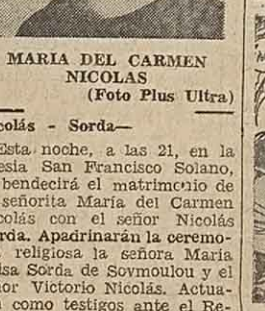 MARIA DEL CARMEN
NICOLAS
(Foto Plus Ultra)
colás - Sorda—
Esta noche, a las 21, en la
esia San Francisco Solano,
bendecirá el matrimonio de
señorita María del Carmen
colás con el señor Nicolás
rda. Apadrinarán la ceremo-
religiosa la señora María
isa Sorda de Soymoulou y el
or Victorio Nicolás. Actua-
n como testigos ante el Re-